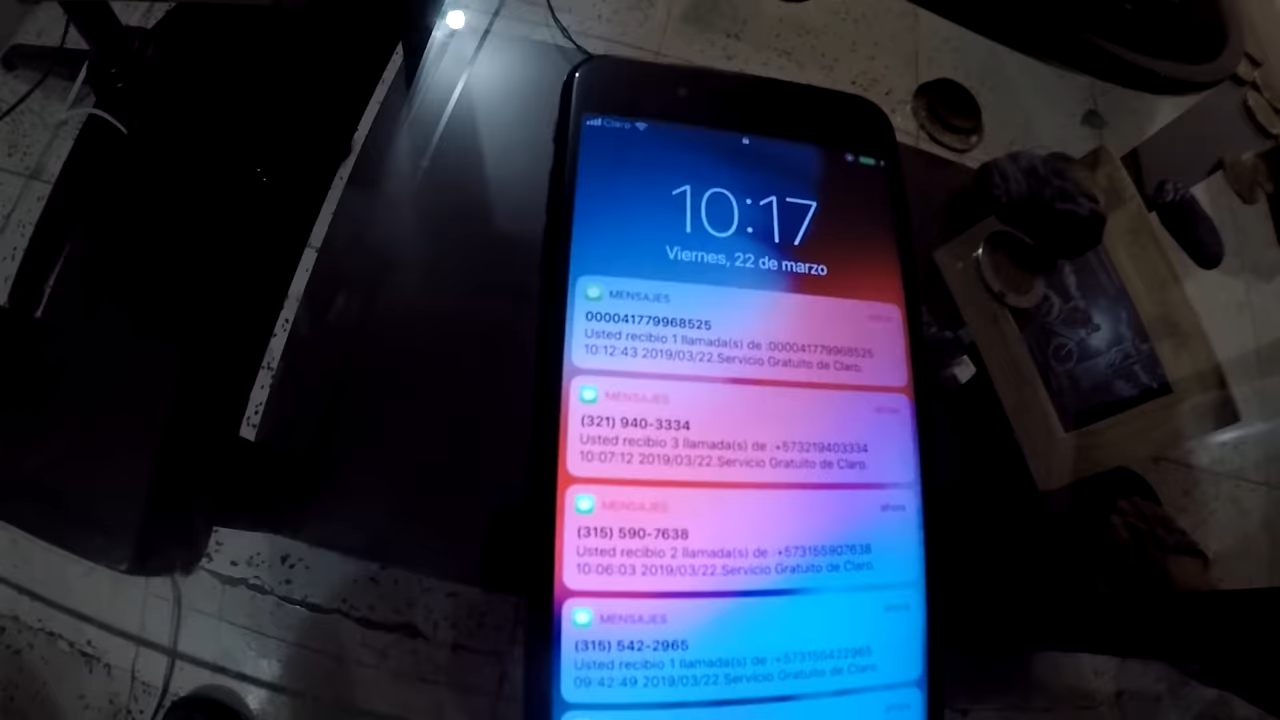 Claro
10:17
Viernes, 22 de marzo
MENSAJES
ahora
000041779968525
Usted recibio 1 llamada(s) de :000041779968525
10:12:43 2019/03/22.Servicio Gratuito de Claro.
MENSAJES
ahora
(321) 940-3334
Usted recibio 3 llamada(s) de :+573219403334
10:07:12 2019/03/22.Servicio Gratuito de Claro.
MENSAJES
ahora
(315) 590-7638
Usted recibio 2 llamada(s) de :+573155907638
10:06:03 2019/03/22.Servicio Gratuito de Claro.
MENSAJES
ahora
(315) 542-2965
Usted recibio 1 llamada(s) de :+573155422965
09:42:49 2019/03/22.Servicio Gratuito de Claro.